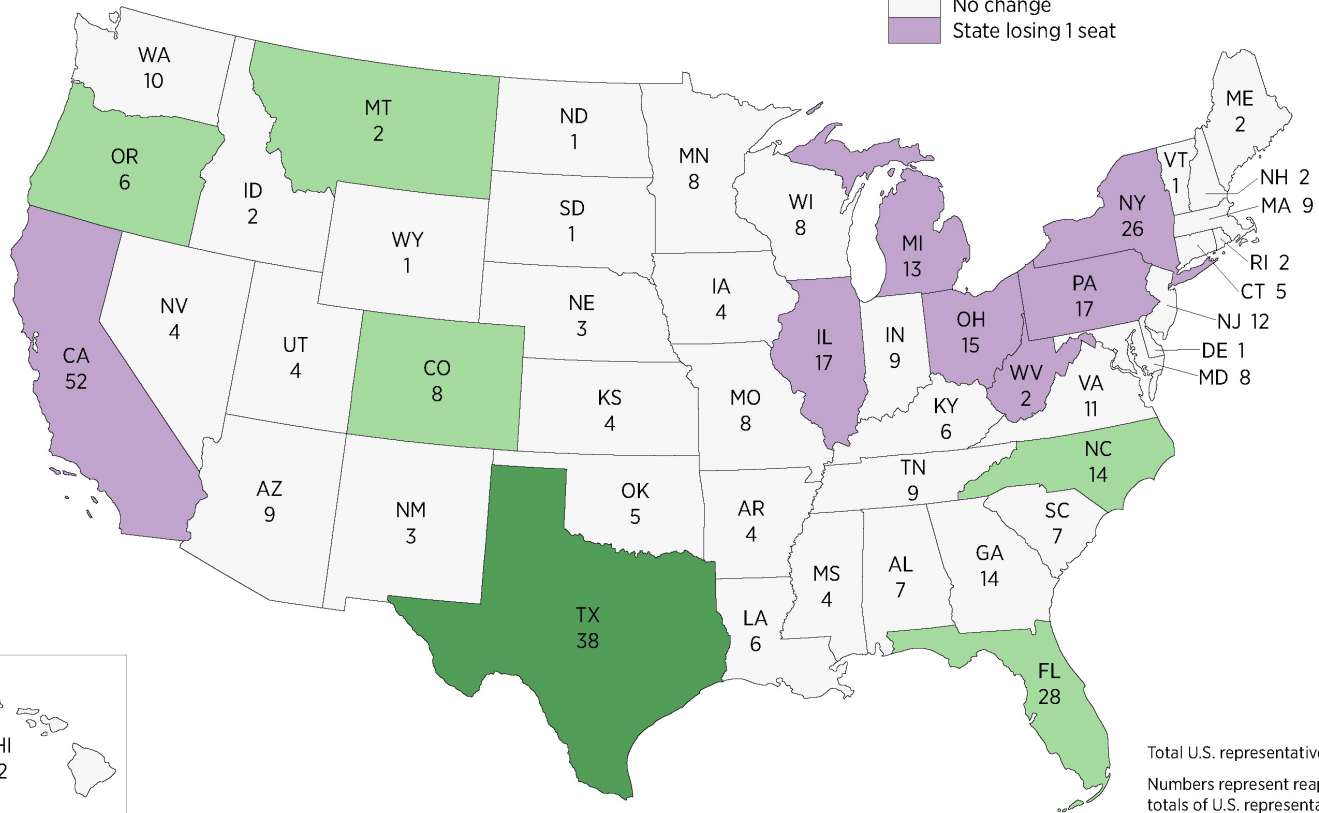 No change
State losing 1 seat
WA
10
MT
2
ND
1
ME
2
OR
6
MN
8
VT
1
NH 2
ID
2
WI
8
NY
26
MA 9
SD
1
WY
1
MI
13
RI 2
CT 5
IA
4
PA
17
NE
3
NV
4
NJ 12
OH
15
IL
17
IN
9
UT
4
DE 1
CA
52
CO
8
WV
2
MD 8
VA
11
KS
4
MO
8
KY
6
NC
14
TN
9
AZ
9
OK
5
NM
3
AR
4
SC
7
GA
14
AL
7
MS
4
TX
38
LA
6
FL
28
HI
2
Total U.S.
Numbers represent
totals of U.S.